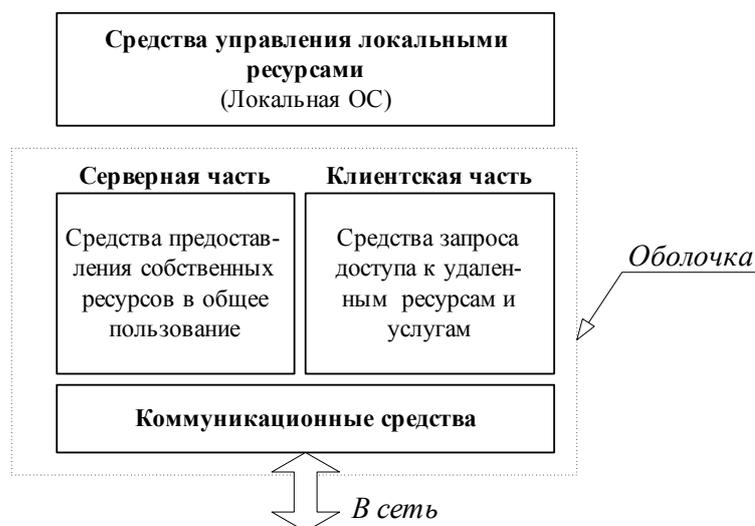 Средства управления локальными
ресурсами
(Локальная ОС)
Серверная часть
Клиентская часть
Средства предостав-
ления собственных
ресурсов в общее
пользование
Средства запроса
доступа к удален-
ным ресурсам и
услугам
Оболочка
Коммуникационные средства
В сеть